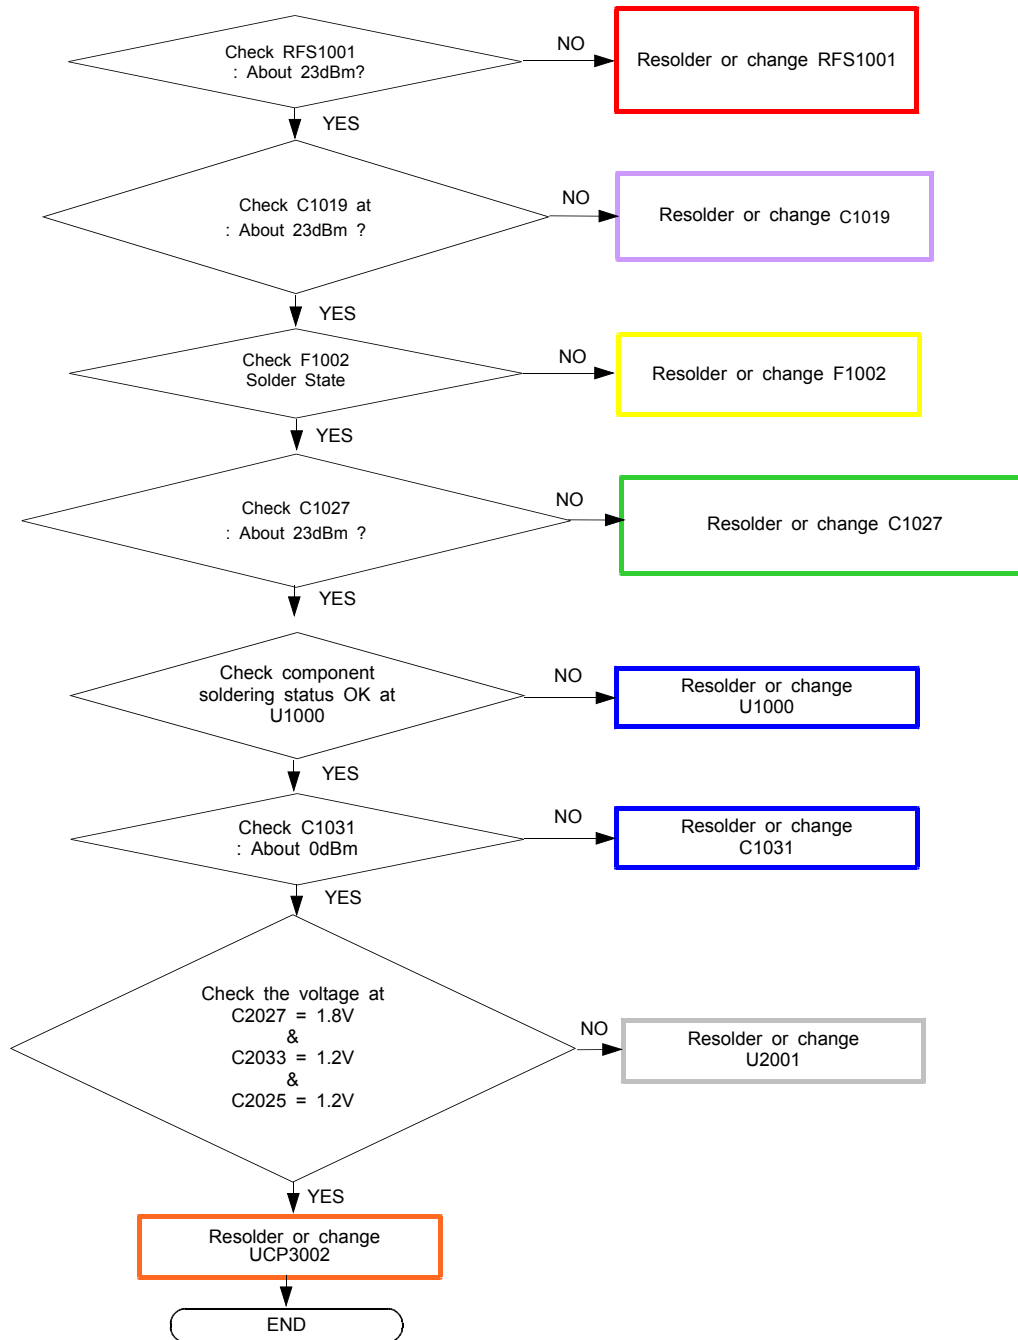 Check RFS1001
: About 23dBm?
NO
Resolder or change RFS1001
YES
Check C1019 at
: About 23dBm ?
NO
Resolder or change C1019
YES
Check F1002
Solder State
NO
Resolder or change F1002
YES
Check C1027
: About 23dBm ?
NO
Resolder or change C1027
YES
Check component
soldering status OK at
U1000
NO
Resolder or change
U1000
YES
Check C1031
: About 0dBm
NO
Resolder or change
C1031
YES
Check the voltage at
C2027 = 1.8V
&
C2033 = 1.2V
&
C2025 = 1.2V
NO
Resolder or change
U2001
YES
Resolder or change
UCP3002
END